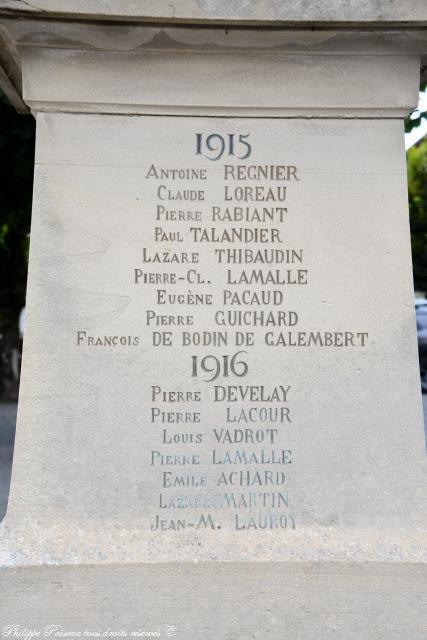 1915
Antoine REGNIER
Claude LOREAU
Pierre RABIANT
Paul TALANDIER
Lazare THIBAUDIN
Pierre-Cl. LAMALLE
Eugène PACAUD
Pierre GUICHARD
François DE BODIN DE GALEMBERT
1916
Pierre DEVELAY
Pierre LACOUR
Louis VADROT
Pierre LAMALLE
Emile ACHARD
Lazare MARTIN
Jean-M. LAUROY
Philippe Poiseau tous droits réservés ©